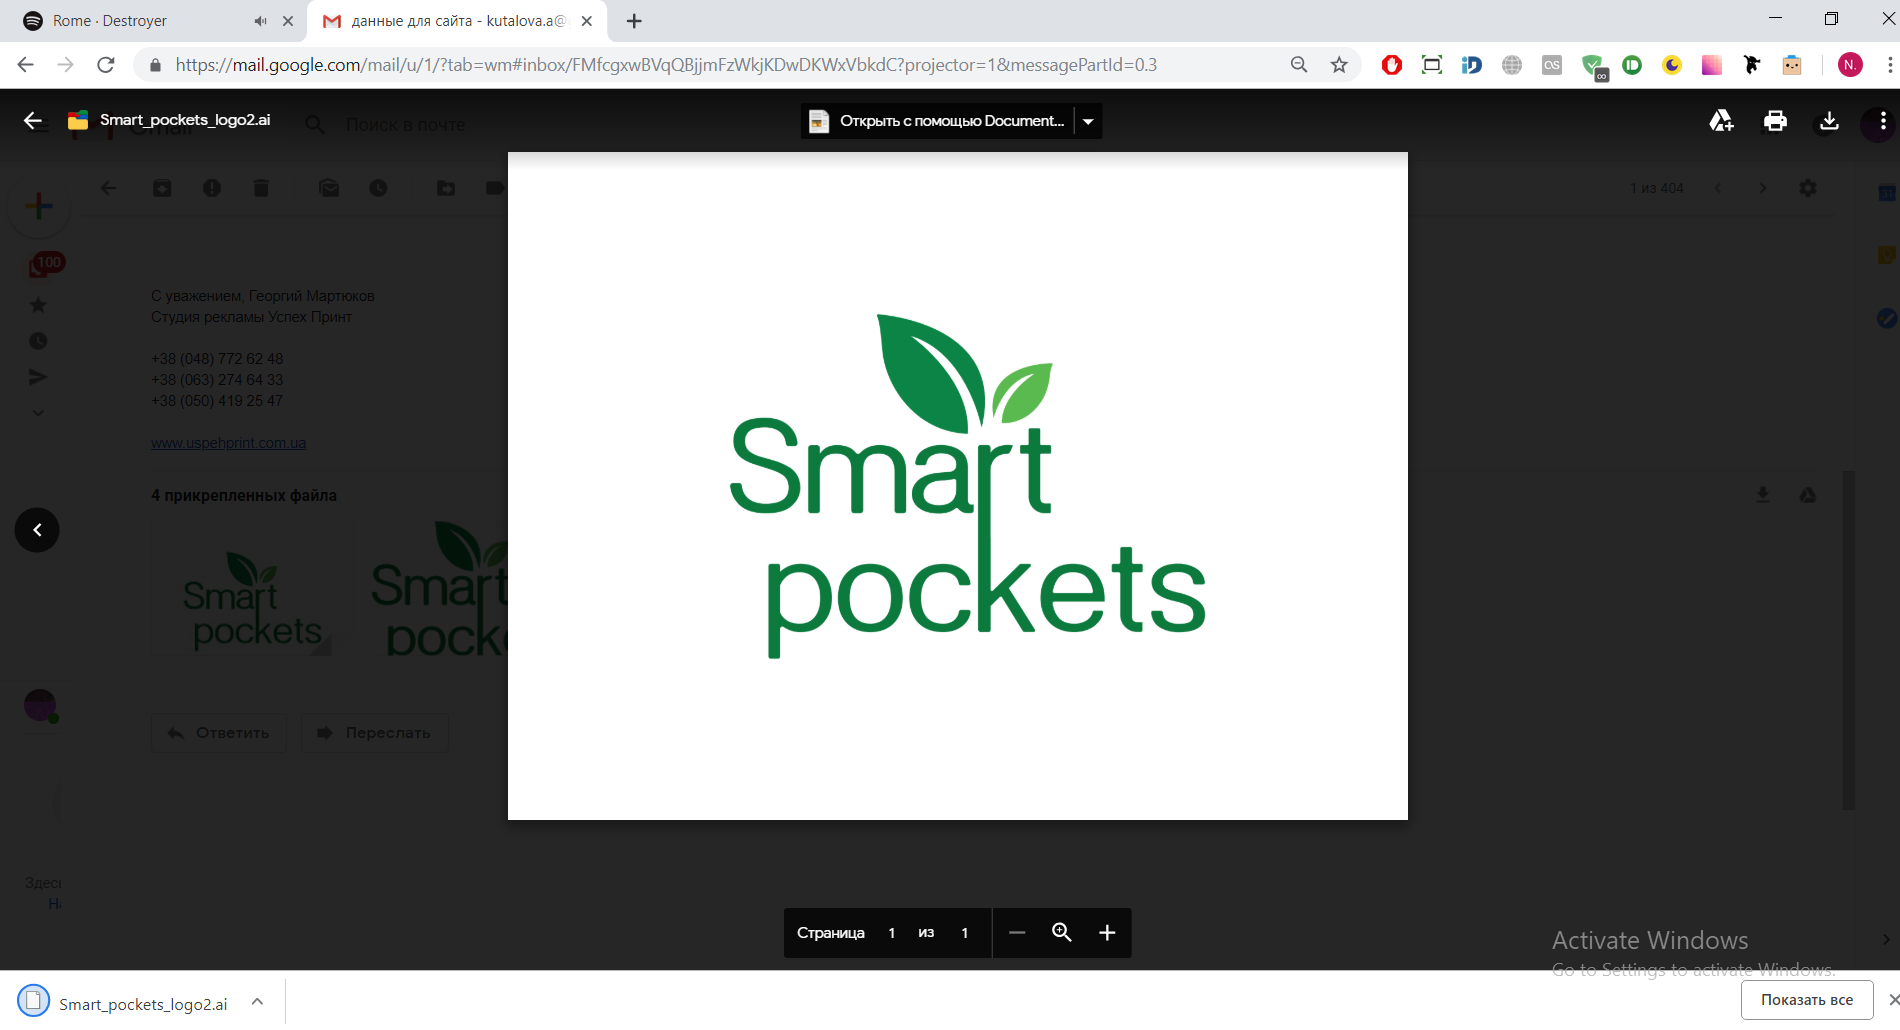 Rome · Destroyer
данные для сайта - kutalova.a@
https://mail.google.com/mail/u/1/?tab=wm#inbox/FMfcgxwBVqQBjjmFzWkjKDwDKWxVbkdC?projector=1&messagePartId=0.3
N.
Smart_pockets_logo2.ai
Поиск в почте
Открыть с помощью Document...
1 из 404
100
С уважением, Георгий Мартюков
Студия рекламы Успех Принт
+38 (048) 772 62 48
+38 (063) 274 64 33
+38 (050) 419 25 47
www.uspehprint.com.ua
4 прикрепленных файла
Smart
pockets
Smart
pocke
Smart
pockets
Ответить
Переслать
Страница 1 из 1
Activate Windows
Go to Settings to activate Windows.
Smart_pockets_logo2.ai
Показать все